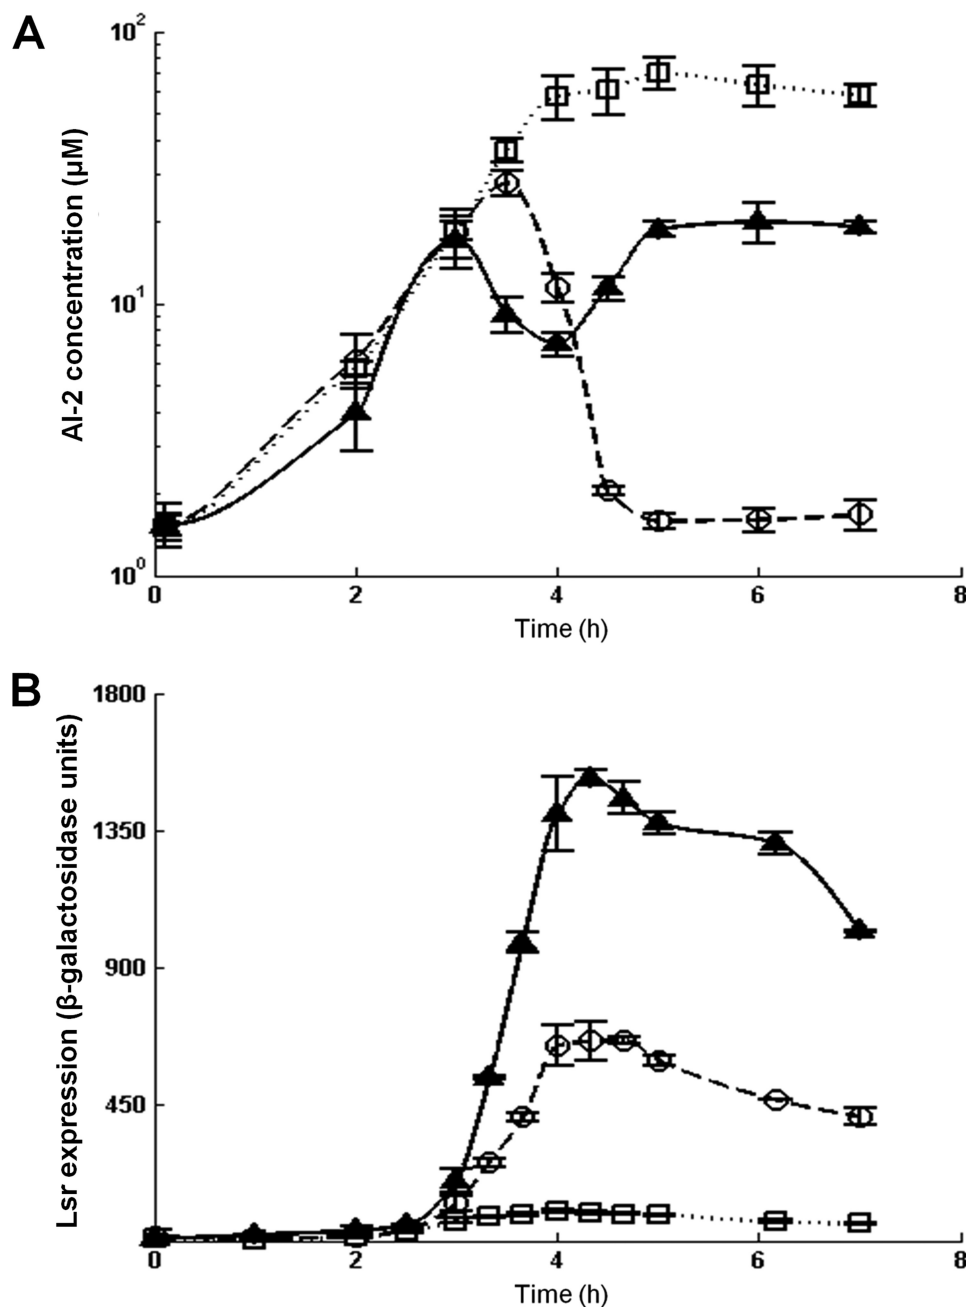 A
AI-2 concentration (µM)
10²
10¹
10⁰
0 2 4 6 8
Time (h)
B
Lsr expression (β-galactosidase units)
1800
1350
900
450
0 2 4 6 8
Time (h)